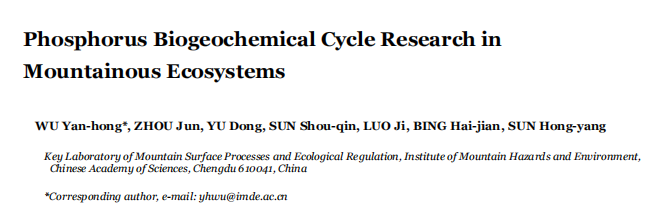 Phosphorus Biogeochemical Cycle Research in
Mountainous Ecosystems
WU Yan-hong*, ZHOU Jun, YU Dong, SUN Shou-qin, LUO Ji, BING Hai-jian, SUN Hong-yang
Key Laboratory of Mountain Surface Processes and Ecological Regulation, Institute of Mountain Hazards and Environment,
Chinese Academy of Sciences, Chengdu 610041, China
*Corresponding author, e-mail: yhwu@imde.ac.cn